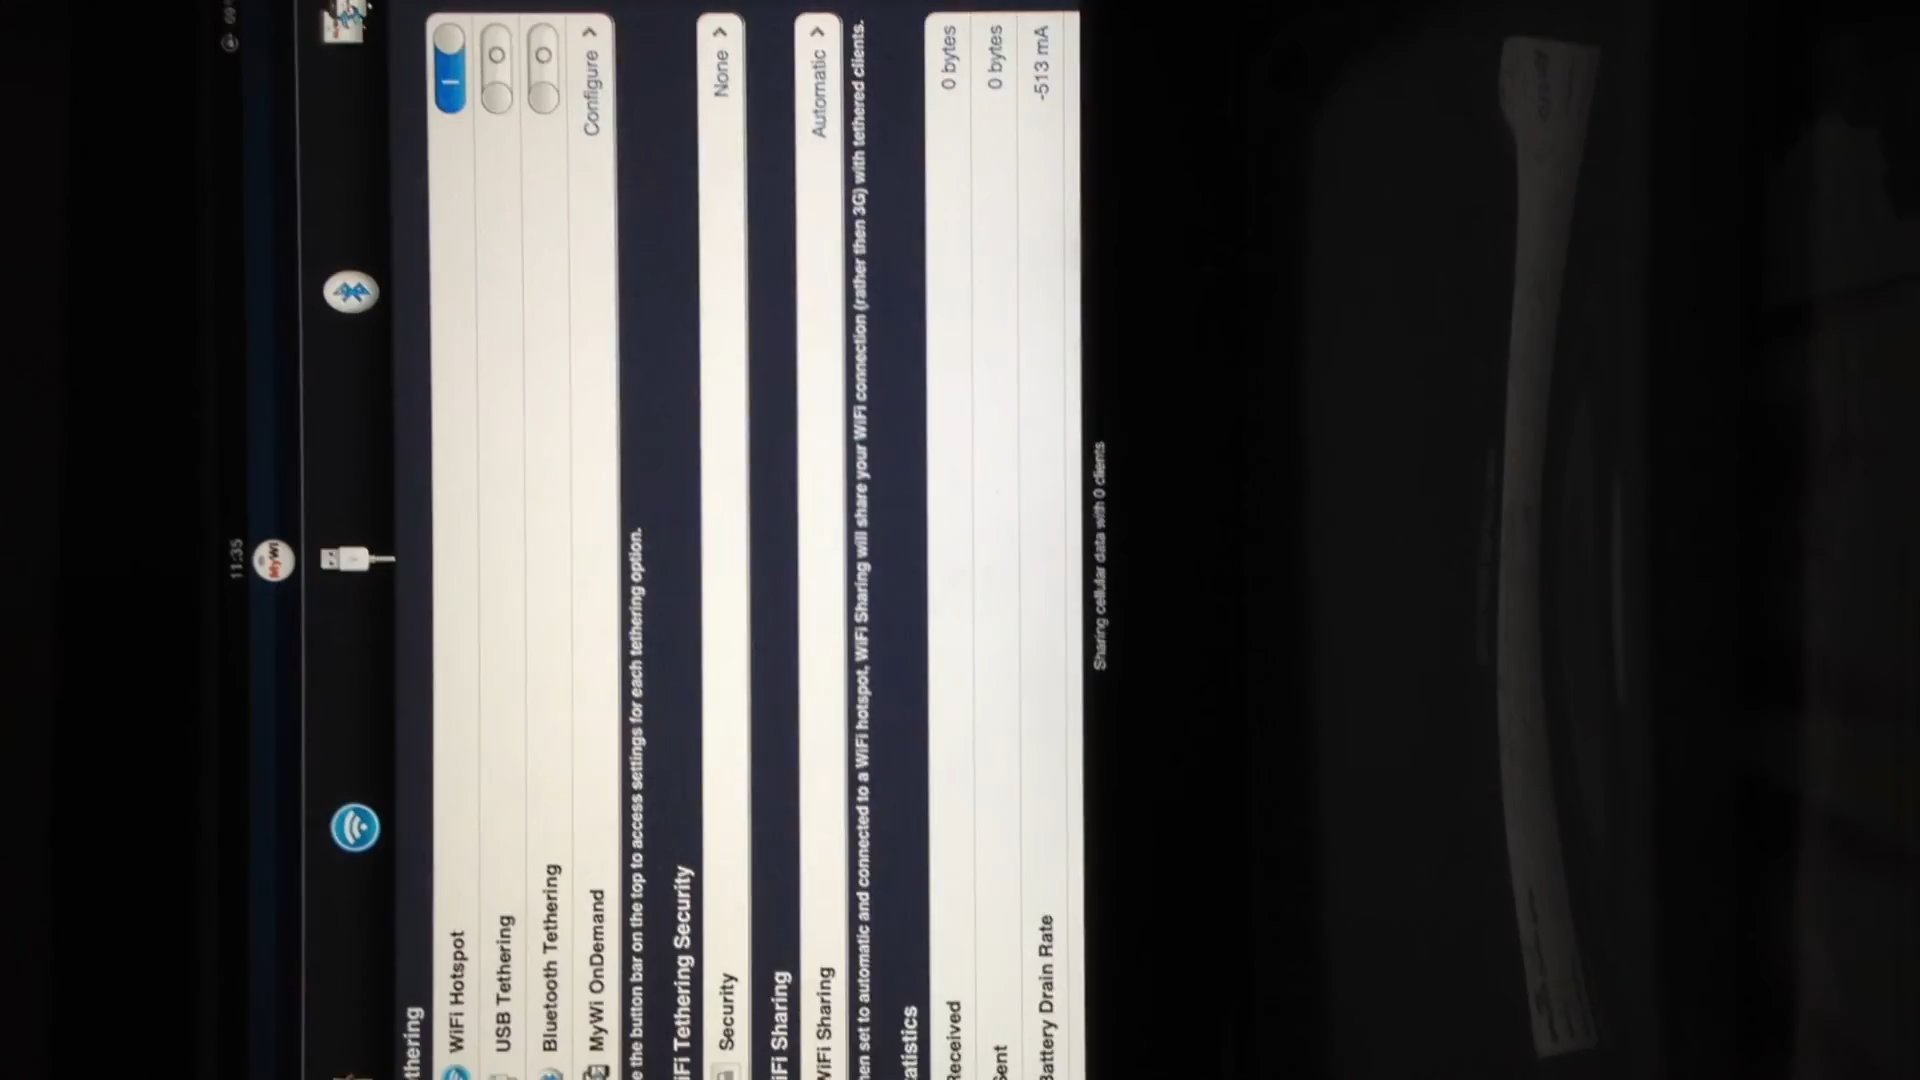 11:35
MyWi
thering
WiFi Hotspot
USB Tethering
Bluetooth Tethering
MyWi OnDemand Configure
e the button bar on the top to access settings for each tethering option.
iFi Tethering Security
Security None
iFi Sharing
WiFi Sharing Automatic
hen set to automatic and connected to a WiFi hotspot, WiFi Sharing will share your WiFi connection (rather then 3G) with tethered clients.
atistics
Received 0 bytes
Sent 0 bytes
Battery Drain Rate -513 mA
Sharing cellular data with 0 clients